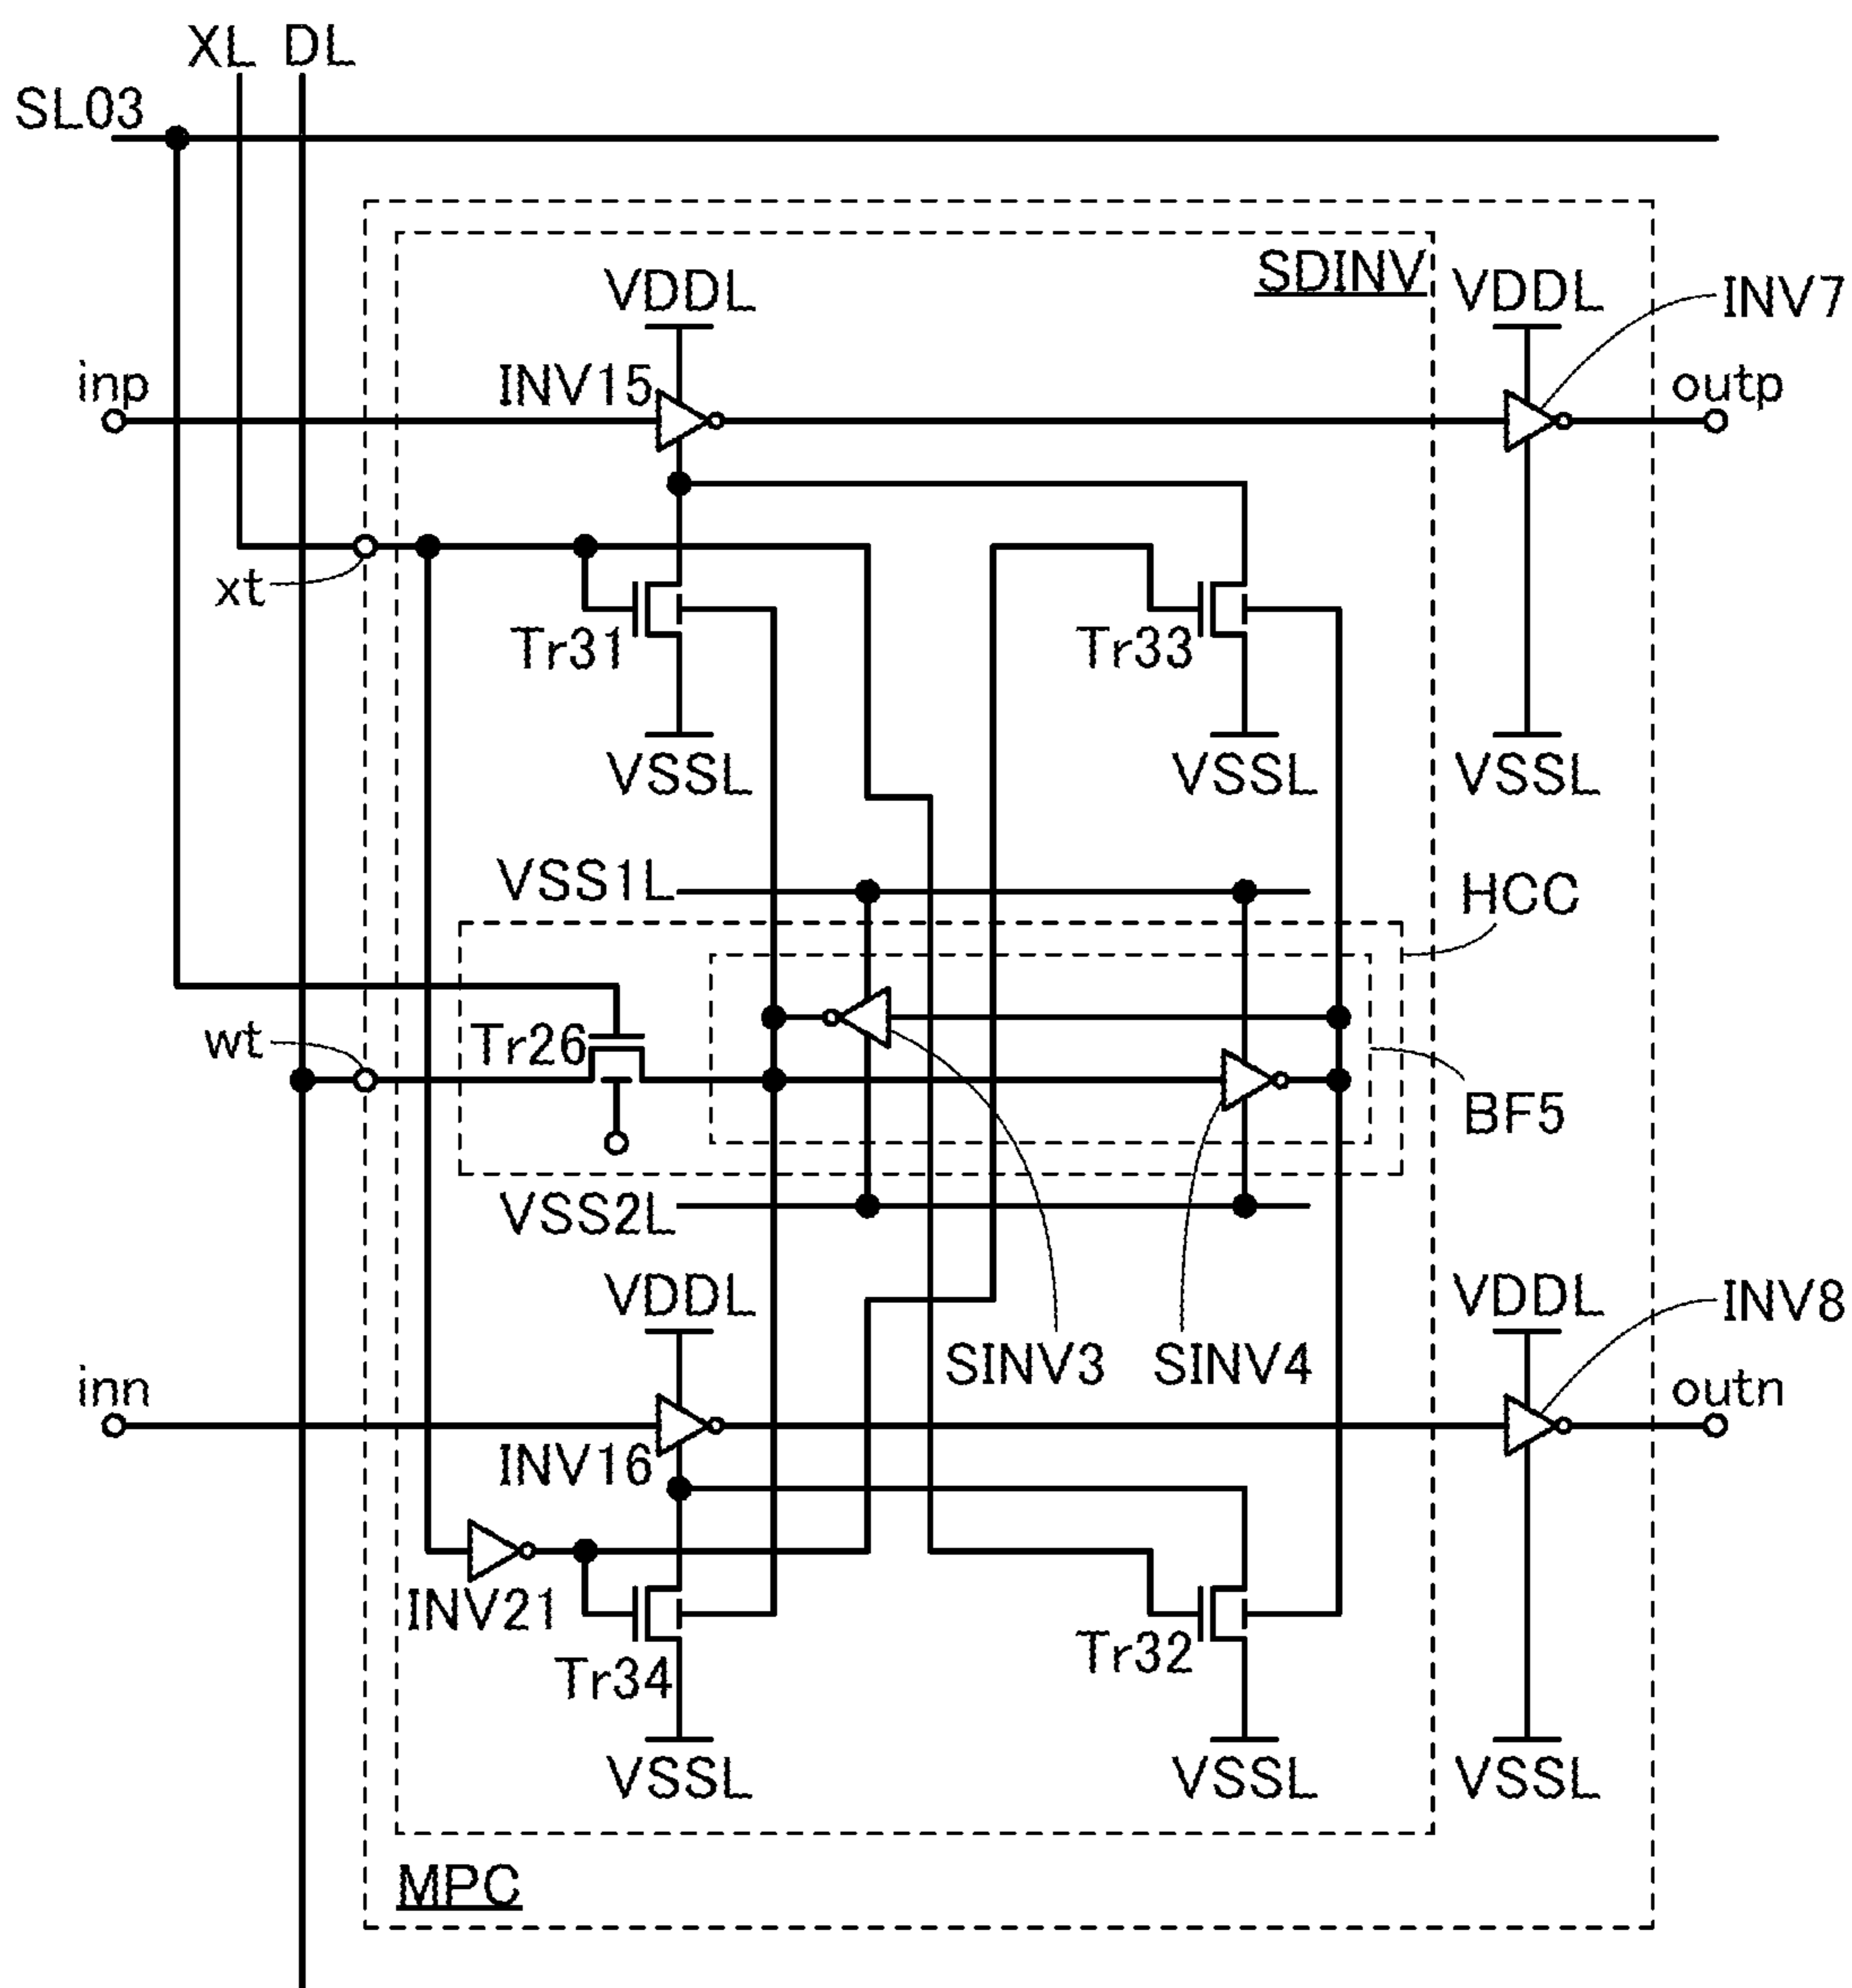 XL DL
SL03
SDINV
VDDL
VDDL
INV7
inp
INV15
outp
xt
Tr31
Tr33
VSSL
VSSL
VSSL
VSS1L
HCC
Tr26
wt
BF5
VSS2L
VDDL
VDDL
INV8
SINV3
SINV4
inn
outn
INV16
INV21
Tr34
Tr32
VSSL
VSSL
VSSL
MPC